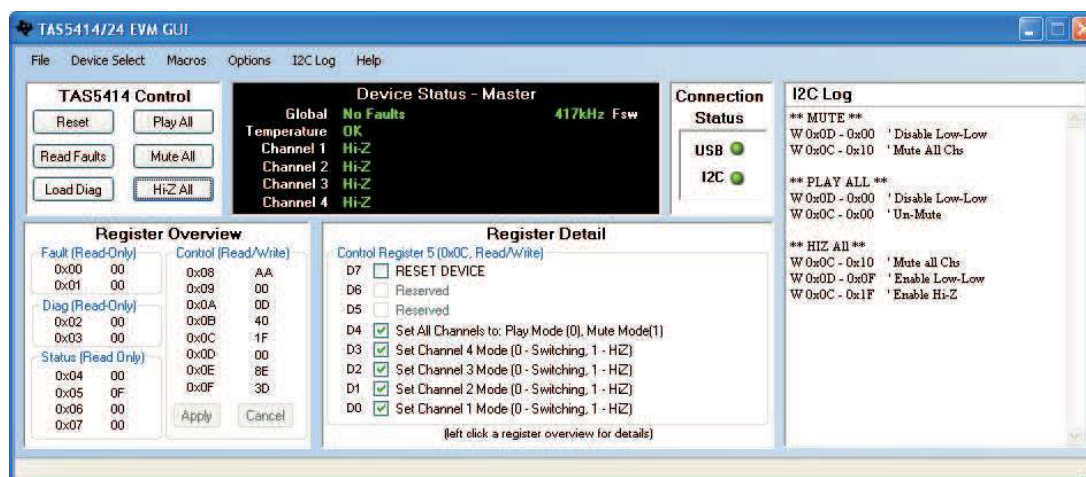 TAS5414/24 EVM GUI
File Device Select Macros Options I2C Log Help
TAS5414 Control
Reset Play All
Read Faults Mute All
Load Diag Hi-Z All
Device Status - Master
Global No Faults 417kHz Fsw
Temperature OK
Channel 1 Hi-Z
Channel 2 Hi-Z
Channel 3 Hi-Z
Channel 4 Hi-Z
Connection
Status
USB
I2C
I2C Log
** MUTE **
W 0x0D - 0x00 ' Disable Low-Low
W 0x0C - 0x10 ' Mute All Chs
** PLAY ALL **
W 0x0D - 0x00 ' Disable Low-Low
W 0x0C - 0x00 ' Un-Mute
** HIZ All **
W 0x0C - 0x10 ' Mute all Chs
W 0x0D - 0x0F ' Enable Low-Low
W 0x0C - 0x1F ' Enable Hi-Z
Register Overview
Fault (Read-Only)
0x00 00
0x01 00
Diag (Read-Only)
0x02 00
0x03 00
Status (Read Only)
0x04 00
0x05 0F
0x06 00
0x07 00
Control (Read/Write)
0x08 AA
0x09 00
0x0A 0D
0x0B 40
0x0C 1F
0x0D 00
0x0E 8E
0x0F 3D
Apply Cancel
Register Detail
Control Register 5 (0x0C, Read/Write)
D7 RESET DEVICE
D6 Reserved
D5 Reserved
D4 Set All Channels to: Play Mode (0), Mute Mode(1)
D3 Set Channel 4 Mode (0 - Switching, 1 - HiZ)
D2 Set Channel 3 Mode (0 - Switching, 1 - HiZ)
D1 Set Channel 2 Mode (0 - Switching, 1 - HiZ)
D0 Set Channel 1 Mode (0 - Switching, 1 - HiZ)
(left click a register overview for details)